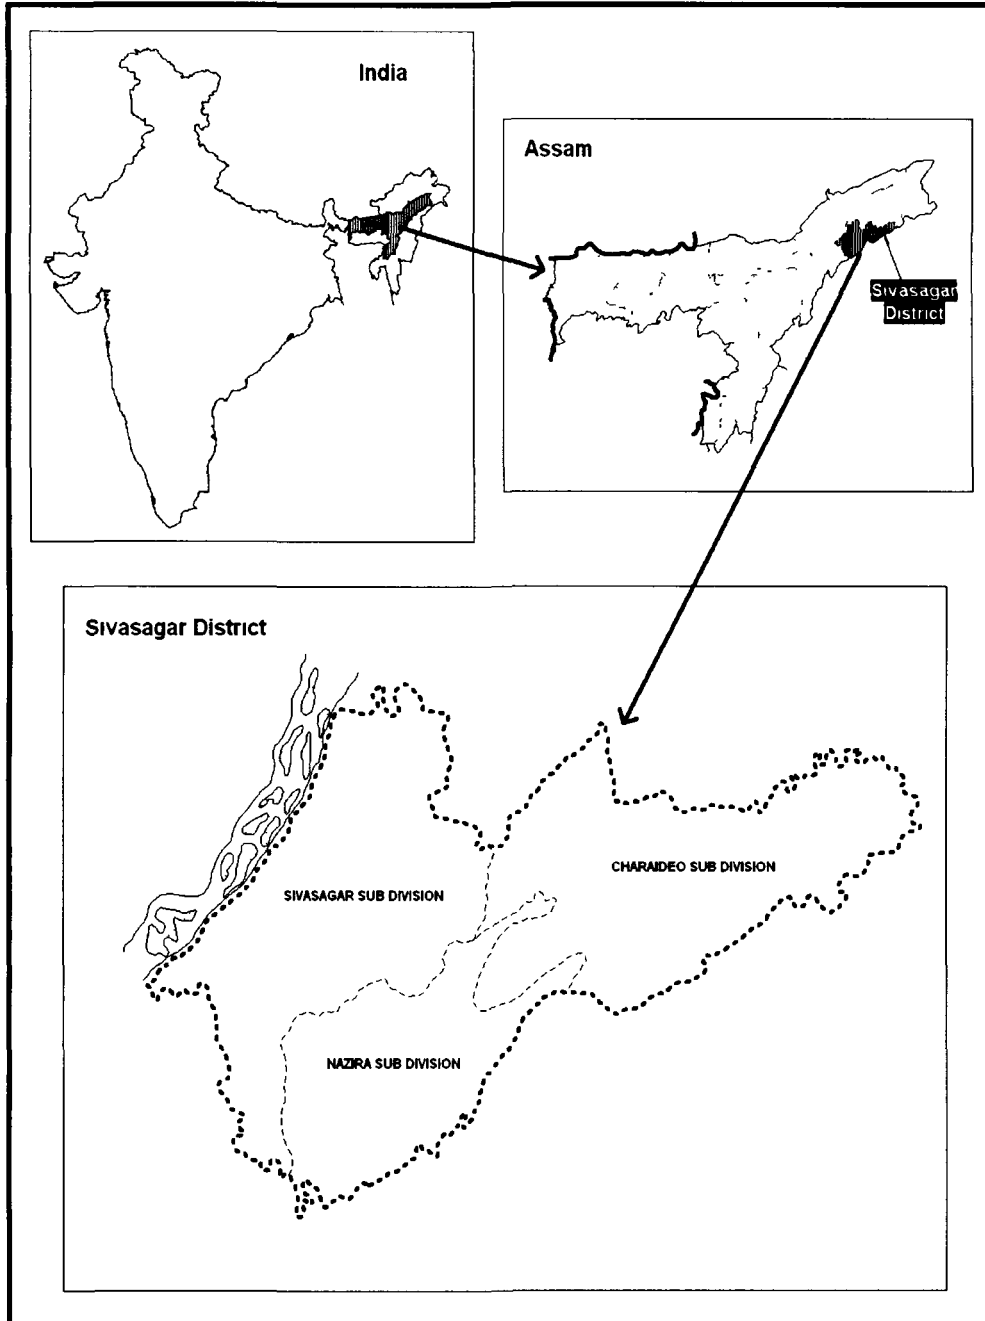 India
Assam
Sivasagar
District
Sivasagar District
SIVASAGAR SUB DIVISION
CHARAIDEO SUB DIVISION
NAZIRA SUB DIVISION